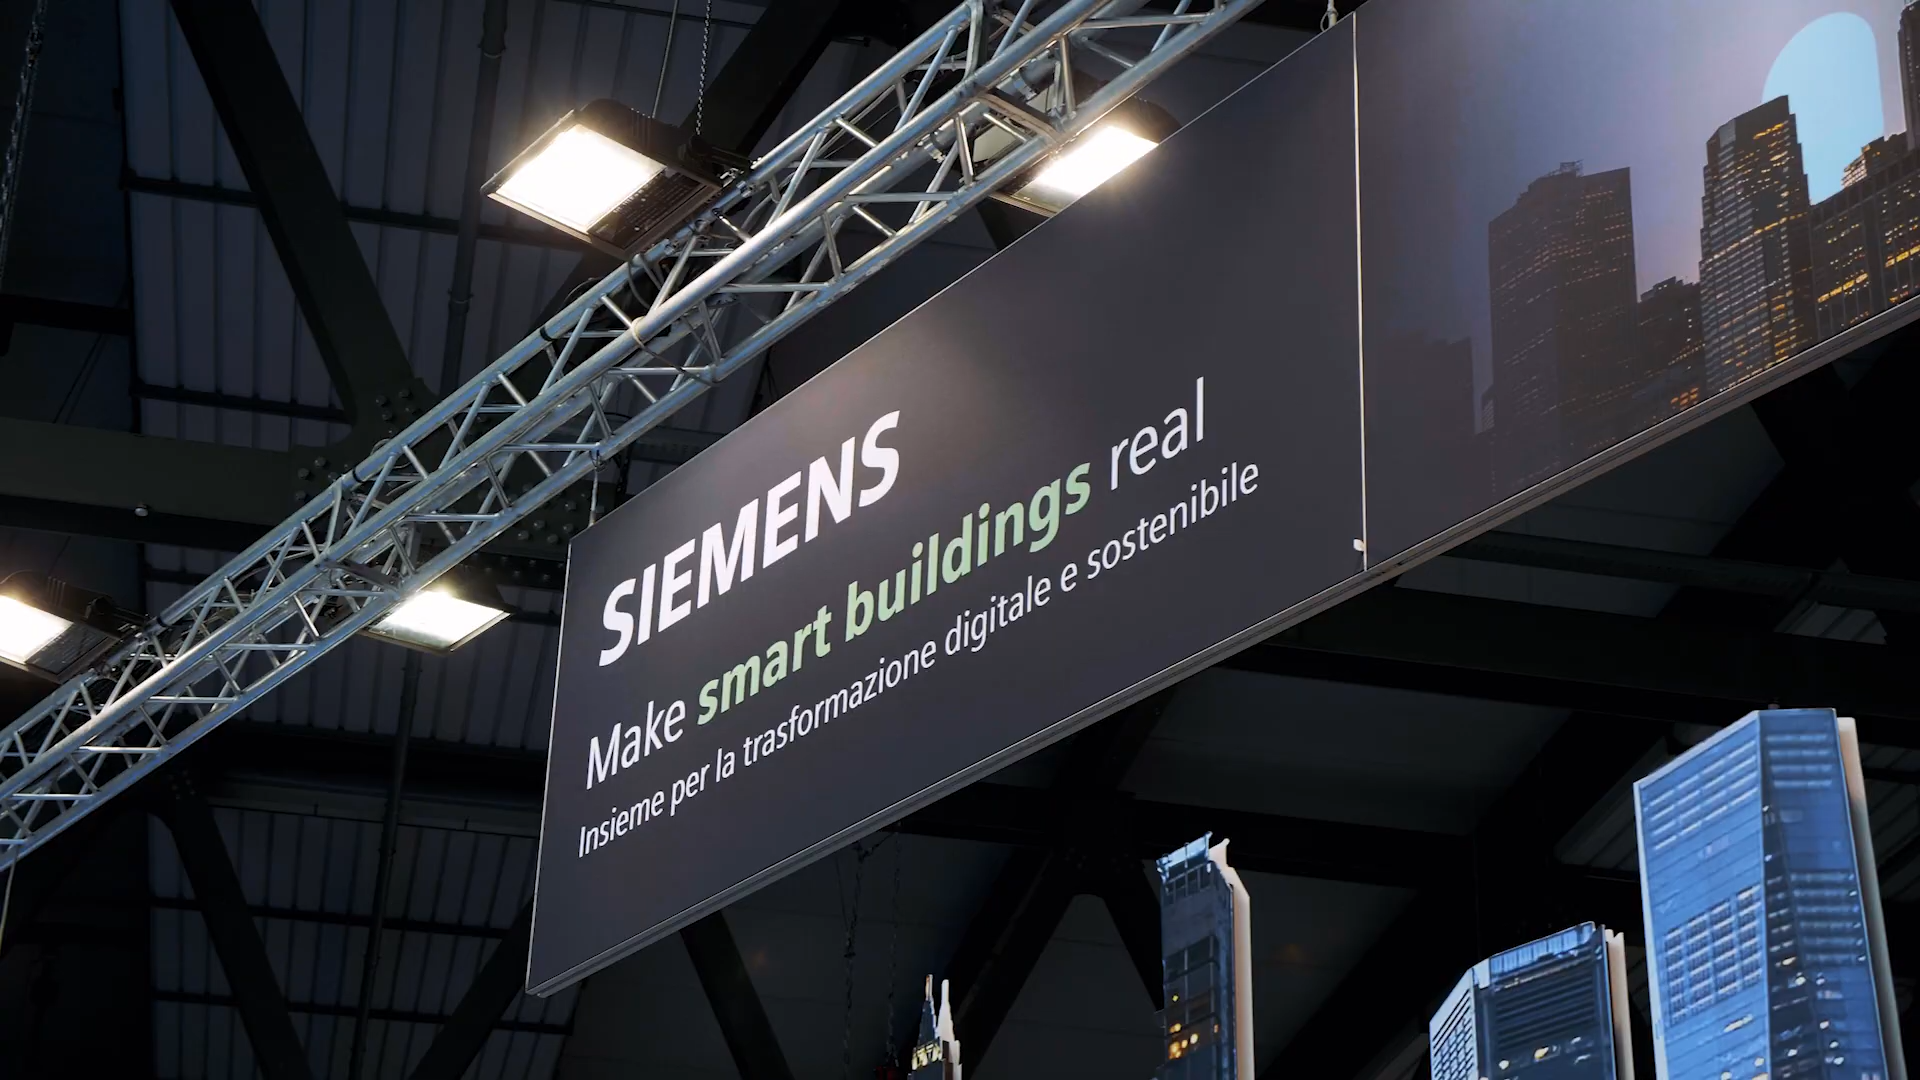 SIEMENS
Make smart buildings real
Insieme per la trasformazione digitale e sostenibile